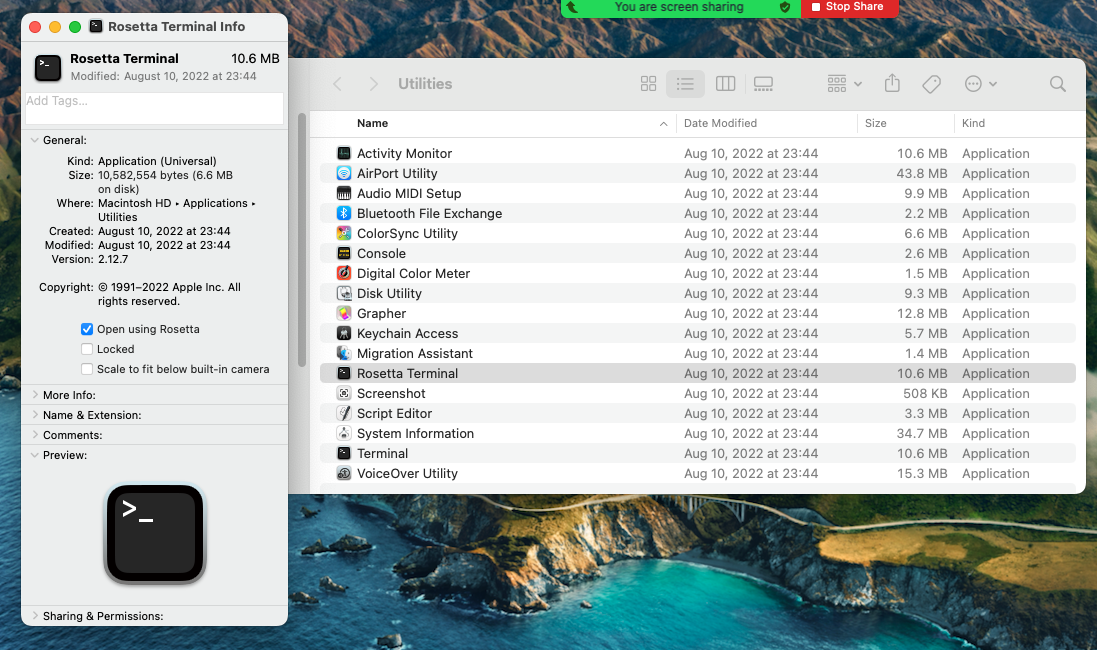 You are screen sharing
Stop Share
Rosetta Terminal Info
Rosetta Terminal 10.6 MB
Modified: August 10, 2022 at 23:44
Add Tags...
General:
Kind: Application (Universal)
Size: 10,582,554 bytes (6.6 MB
on disk)
Where: Macintosh HD ▸ Applications ▸
Utilities
Created: August 10, 2022 at 23:44
Modified: August 10, 2022 at 23:44
Version: 2.12.7
Copyright: © 1991–2022 Apple Inc. All
rights reserved.
Open using Rosetta
Locked
Scale to fit below built-in camera
More Info:
Name & Extension:
Comments:
Preview:
>_
Sharing & Permissions:
Utilities
Name Date Modified Size Kind
Activity Monitor Aug 10, 2022 at 23:44 10.6 MB Application
AirPort Utility Aug 10, 2022 at 23:44 43.8 MB Application
Audio MIDI Setup Aug 10, 2022 at 23:44 9.9 MB Application
Bluetooth File Exchange Aug 10, 2022 at 23:44 2.2 MB Application
ColorSync Utility Aug 10, 2022 at 23:44 6.6 MB Application
Console Aug 10, 2022 at 23:44 2.6 MB Application
Digital Color Meter Aug 10, 2022 at 23:44 1.5 MB Application
Disk Utility Aug 10, 2022 at 23:44 9.3 MB Application
Grapher Aug 10, 2022 at 23:44 12.8 MB Application
Keychain Access Aug 10, 2022 at 23:44 5.7 MB Application
Migration Assistant Aug 10, 2022 at 23:44 1.4 MB Application
Rosetta Terminal Aug 10, 2022 at 23:44 10.6 MB Application
Screenshot Aug 10, 2022 at 23:44 508 KB Application
Script Editor Aug 10, 2022 at 23:44 3.3 MB Application
System Information Aug 10, 2022 at 23:44 34.7 MB Application
Terminal Aug 10, 2022 at 23:44 10.6 MB Application
VoiceOver Utility Aug 10, 2022 at 23:44 15.3 MB Application